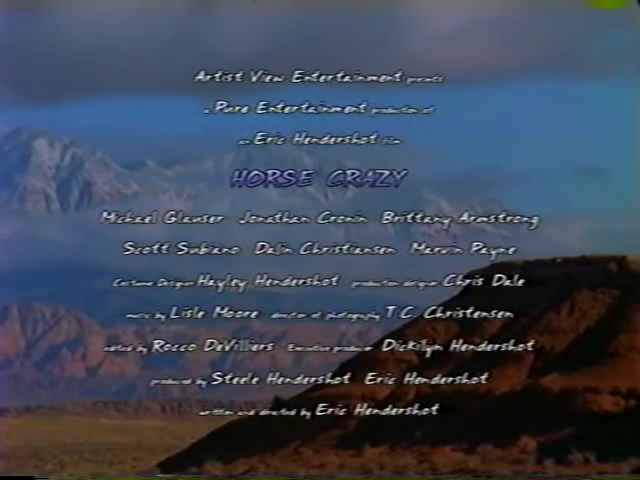 Artist View Entertainment presents
a Pure Entertainment production of
an Eric Hendershot film
HORSE CRAZY
Michael Glauser Jonathan Cronin Brittany Armstrong
Scott Subiono Dalin Christiansen Marvin Payne
Costume Designer Hayley Hendershot production designer Chris Dale
music by Lisle Moore director of photography T.C. Christensen
edited by Rocco DeVilliers Executive producer Dickilyn Hendershot
produced by Steele Hendershot Eric Hendershot
written and directed by Eric Hendershot